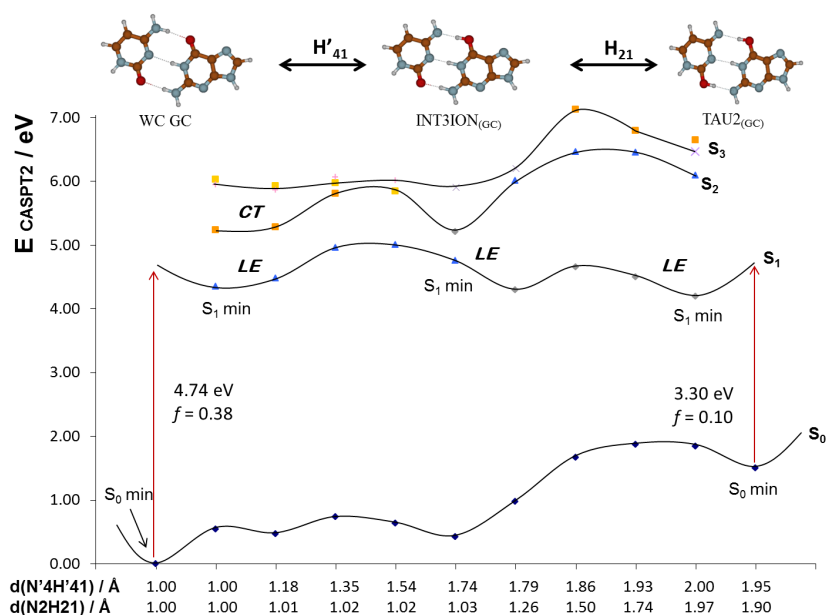 H'41
H21
WC GC
INT3ION(GC)
TAU2(GC)
E CASPT2 / eV
7.00
6.00
5.00
4.00
3.00
2.00
1.00
0.00
S3
S2
CT
LE
LE
LE
S1
S1 min
S1 min
S1 min
4.74 eV
f = 0.38
3.30 eV
f = 0.10
S0
S0 min
S0 min
d(N'4H'41) / Å 1.00 1.00 1.18 1.35 1.54 1.74 1.79 1.86 1.93 2.00 1.95
d(N2H21) / Å 1.00 1.00 1.01 1.02 1.02 1.03 1.26 1.50 1.74 1.97 1.90